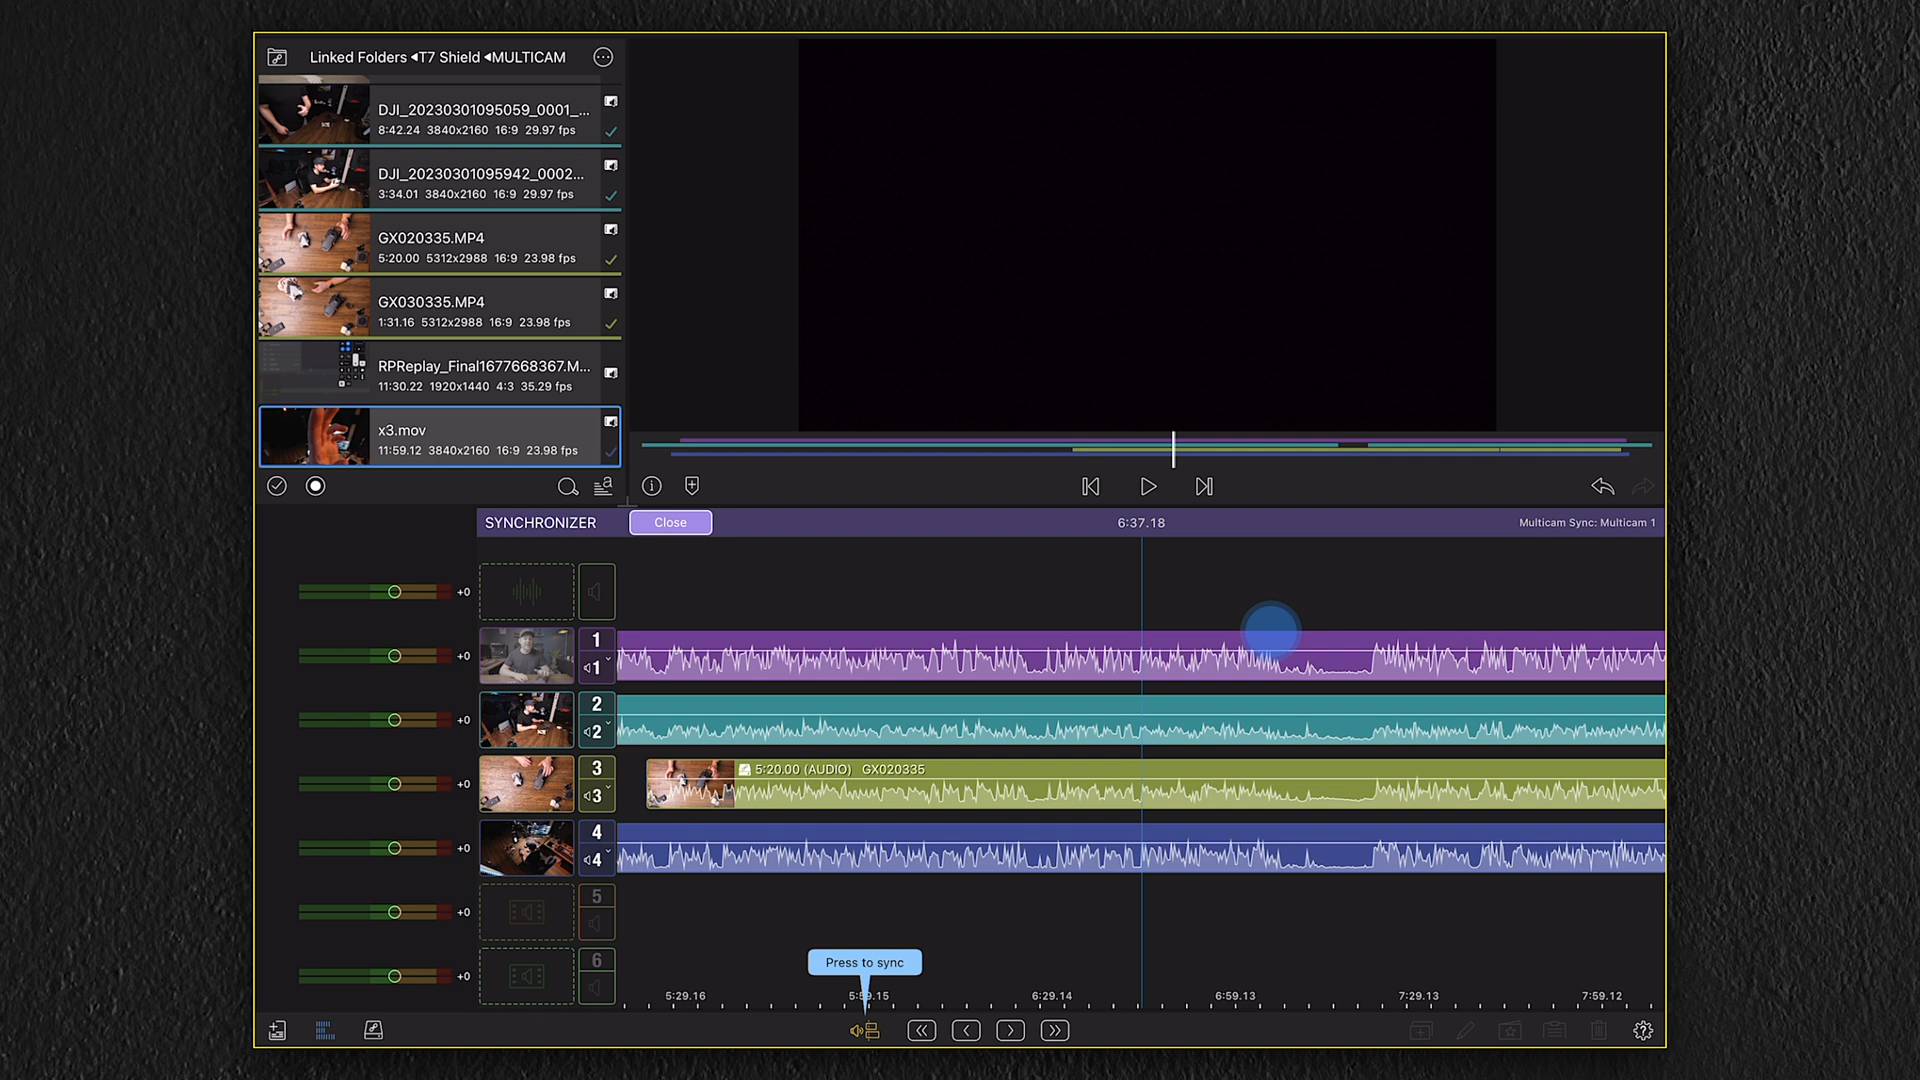 Linked Folders ◀T7 Shield ◀MULTICAM
DJI_20230301095059_0001_...
8:42.24 3840x2160 16:9 29.97 fps
DJI_20230301095942_0002...
3:34.01 3840x2160 16:9 29.97 fps
GX020335.MP4
5:20.00 5312x2988 16:9 23.98 fps
GX030335.MP4
1:31.16 5312x2988 16:9 23.98 fps
RPReplay_Final1677668367.M...
11:30.22 1920x1440 4:3 35.29 fps
x3.mov
11:59.12 3840x2160 16:9 23.98 fps
SYNCHRONIZER
Close
6:37.18
Multicam Sync: Multicam 1
+0
+0
1
1
+0
2
2
+0
3
3
5:20.00 (AUDIO) GX020335
+0
4
4
+0
5
+0
6
Press to sync
5:29.16
5:59.15
6:29.14
6:59.13
7:29.13
7:59.12